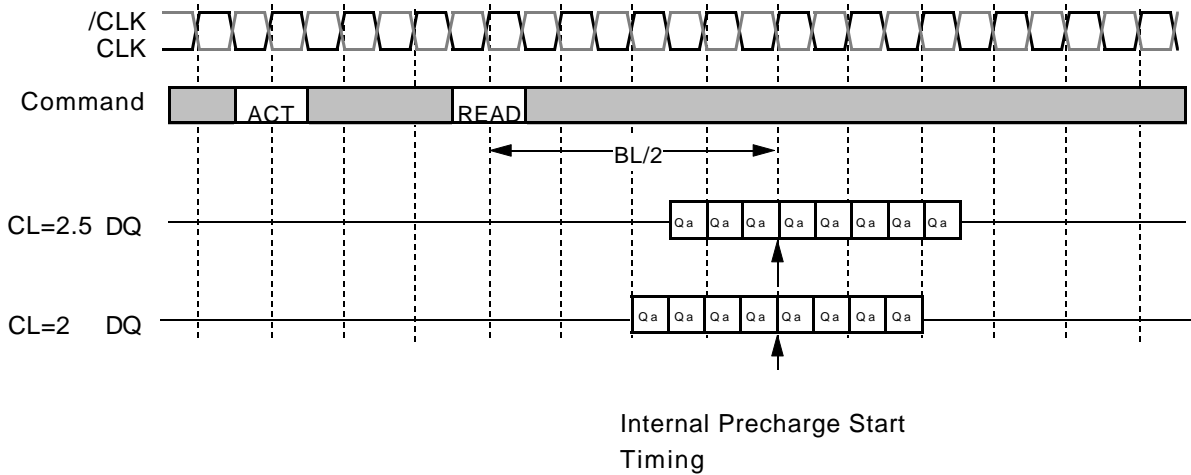 /CLK
CLK
Command
ACT
READ
BL/2
CL=2.5 DQ
Qa Qa Qa Qa Qa Qa Qa Qa
CL=2 DQ
Qa Qa Qa Qa Qa Qa Qa Qa
Internal Precharge Start
Timing